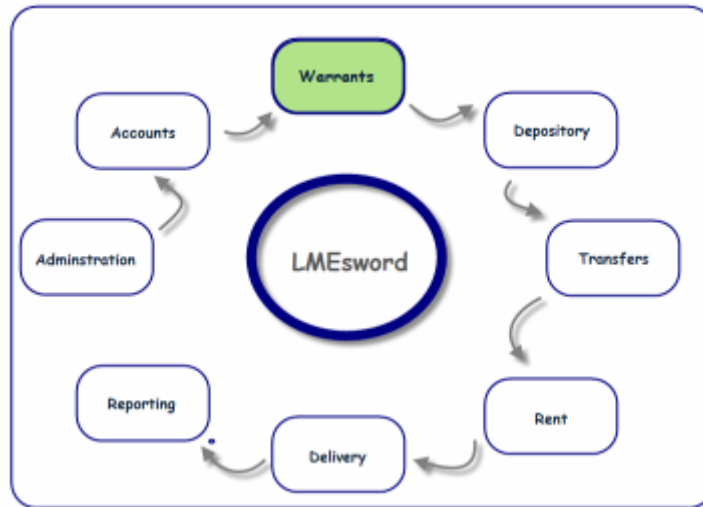 Warrants
Accounts
Depository
Adminstration
LMEsword
Transfers
Reporting
Rent
Delivery